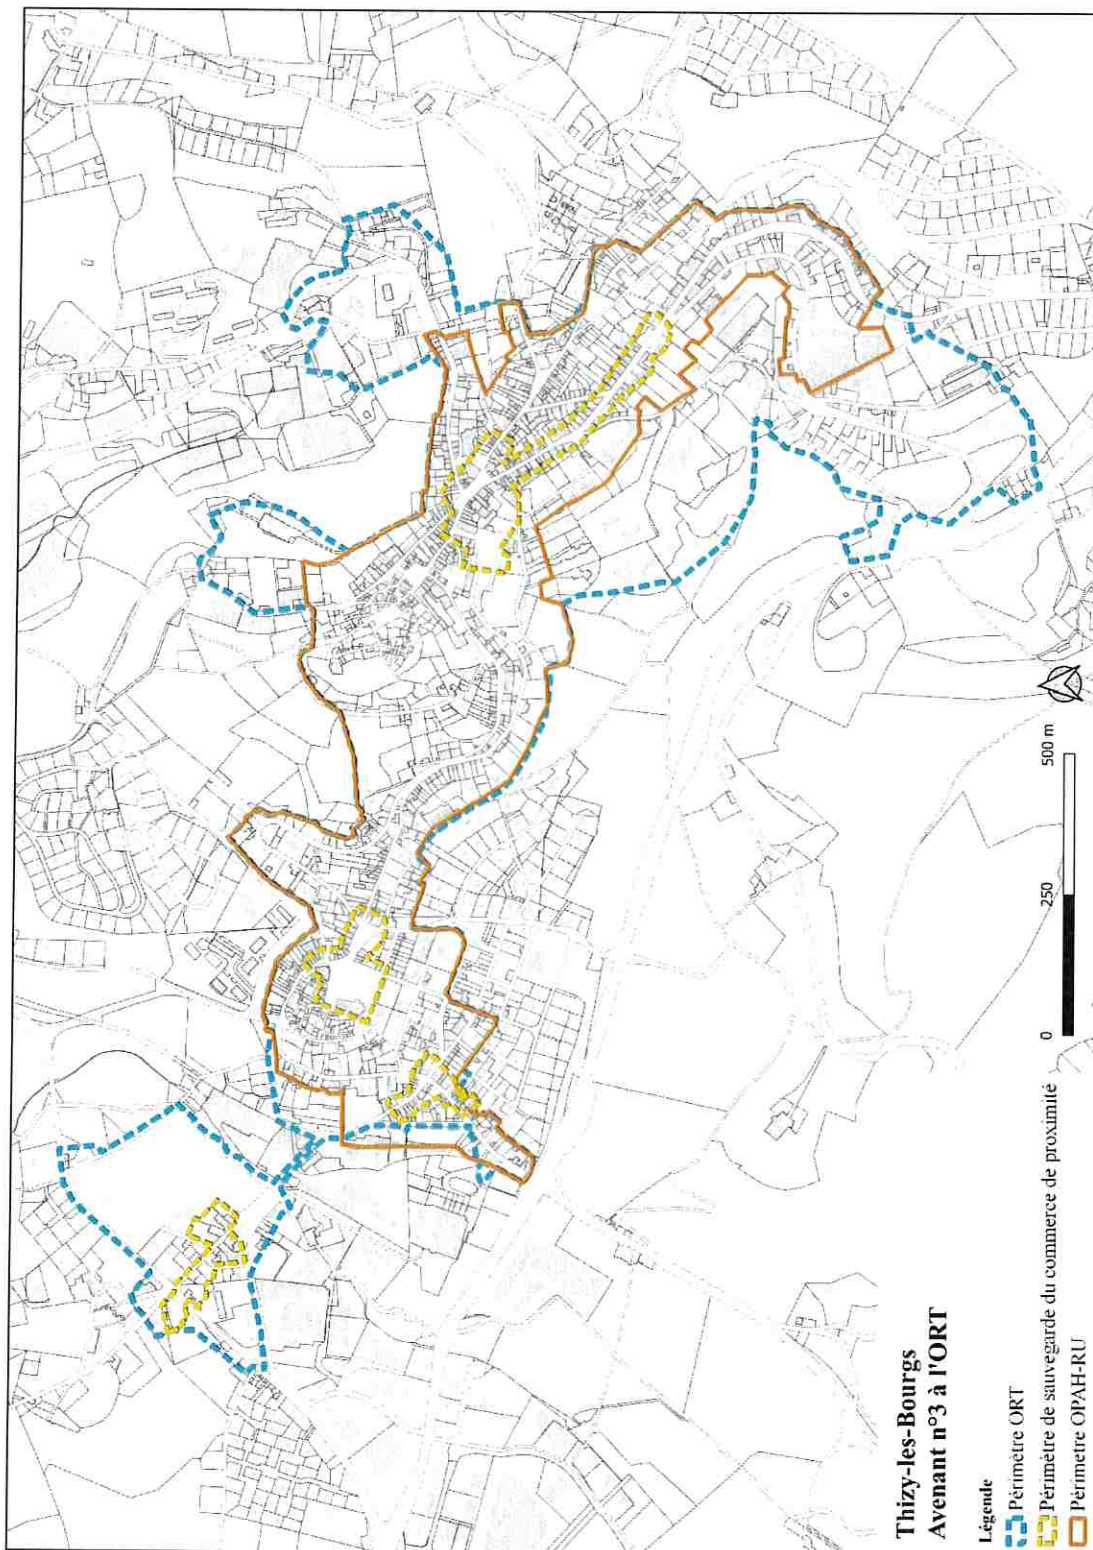 Thizy-les-Bourgs
Avenant n°3 à l'ORT
Légende
Périmètre ORT
Périmètre de sauvegarde du commerce de proximité
Périmetre OPAH-RU
0 250 500 m